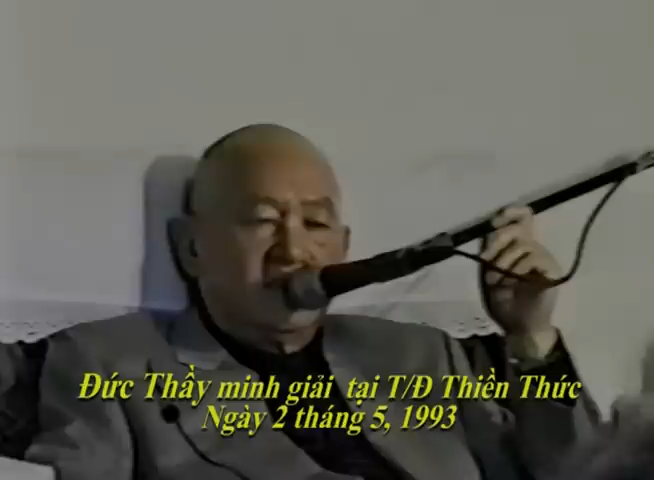 Đức Thầy minh giải tại T/Đ Thiền Thức
Ngày 2 tháng 5, 1993